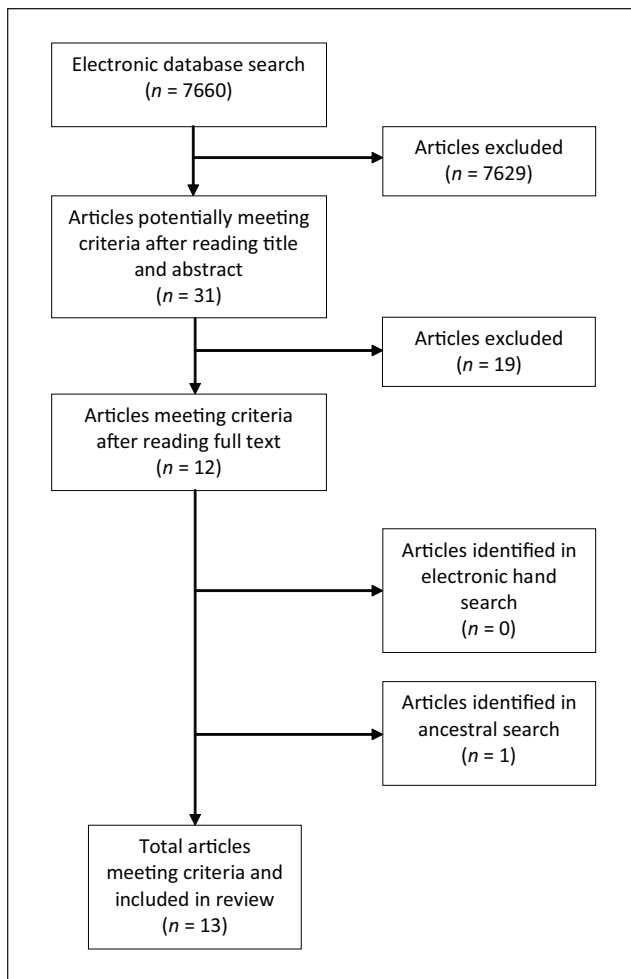 Electronic database search
(n = 7660)
Articles excluded
(n = 7629)
Articles potentially meeting
criteria after reading title
and abstract
(n = 31)
Articles excluded
(n = 19)
Articles meeting criteria
after reading full text
(n = 12)
Articles identified in
electronic hand
search
(n = 0)
Articles identified in
ancestral search
(n = 1)
Total articles
meeting criteria and
included in review
(n = 13)